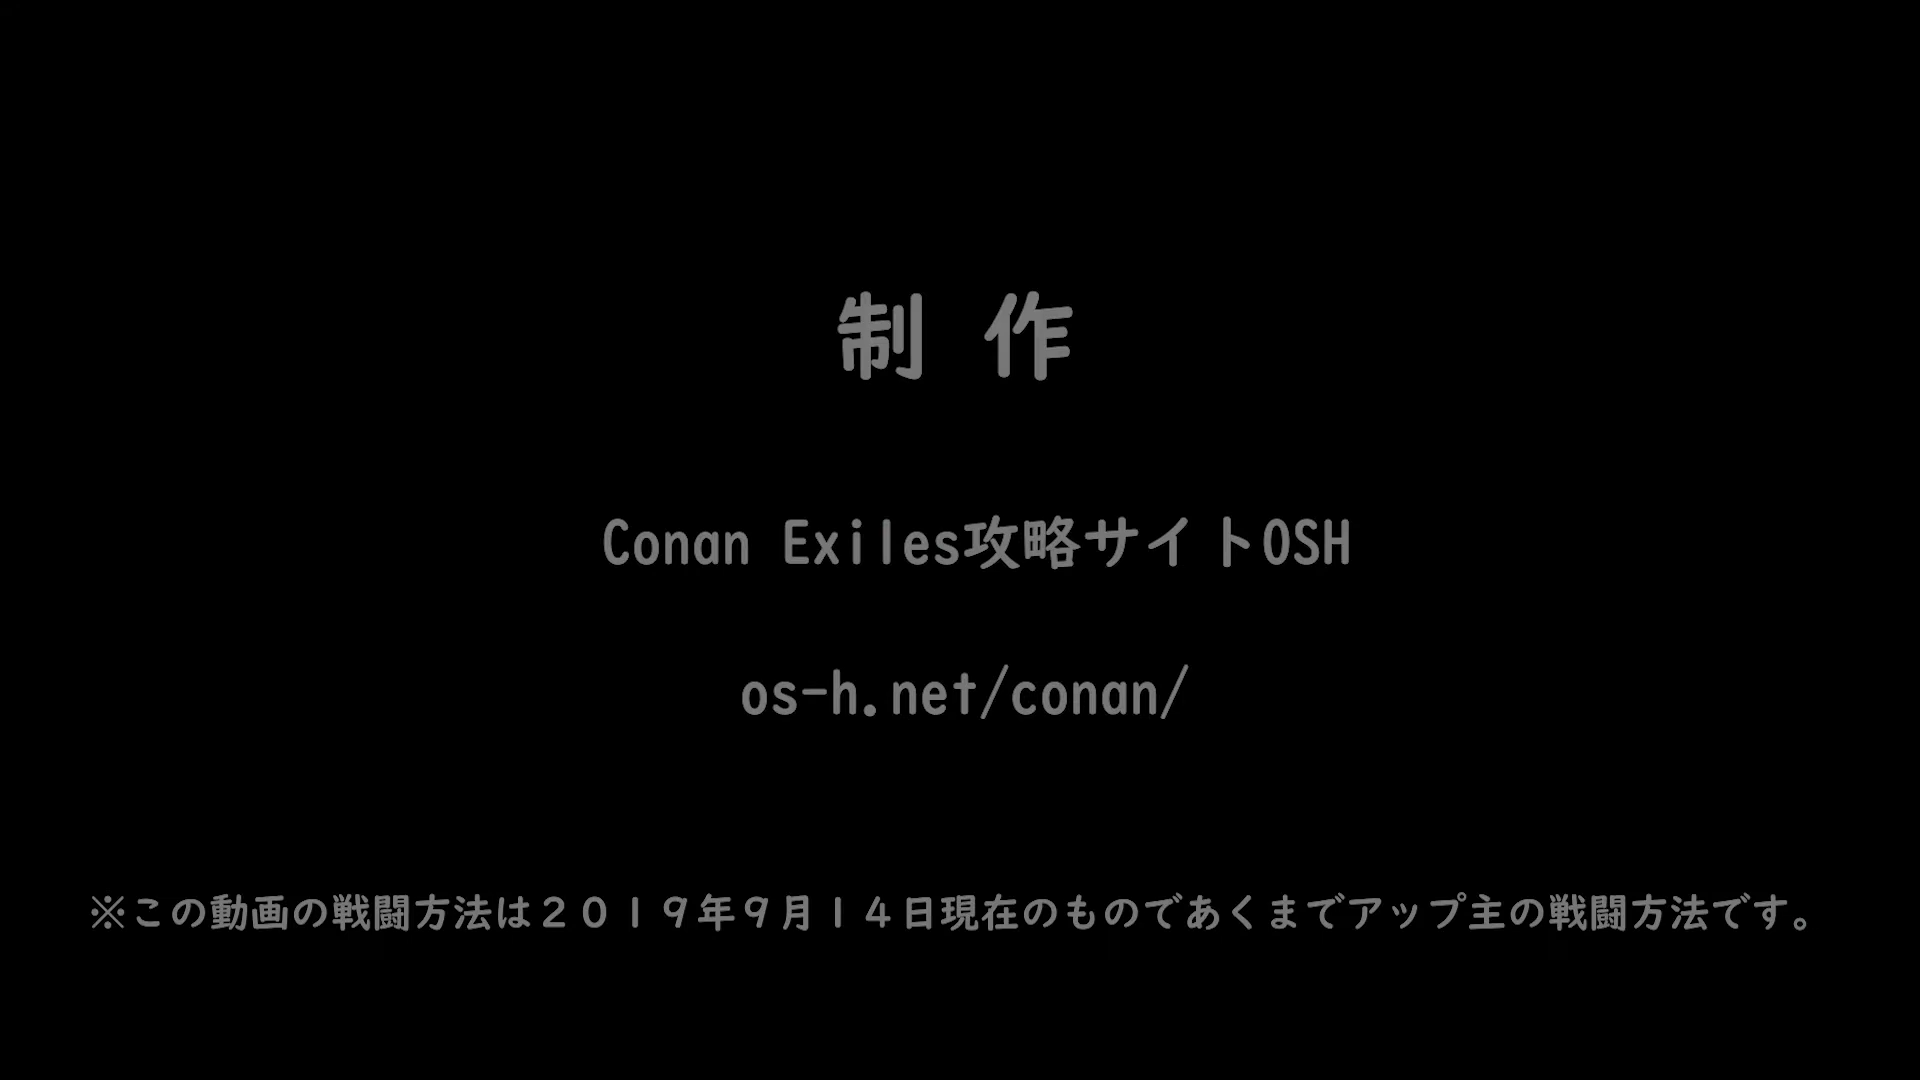 制 作
Conan Exiles攻略サイトOSH
os-h.net/conan/
※この動画の戦闘方法は２０１９年９月１４日現在のものであくまでアップ主の戦闘方法です。